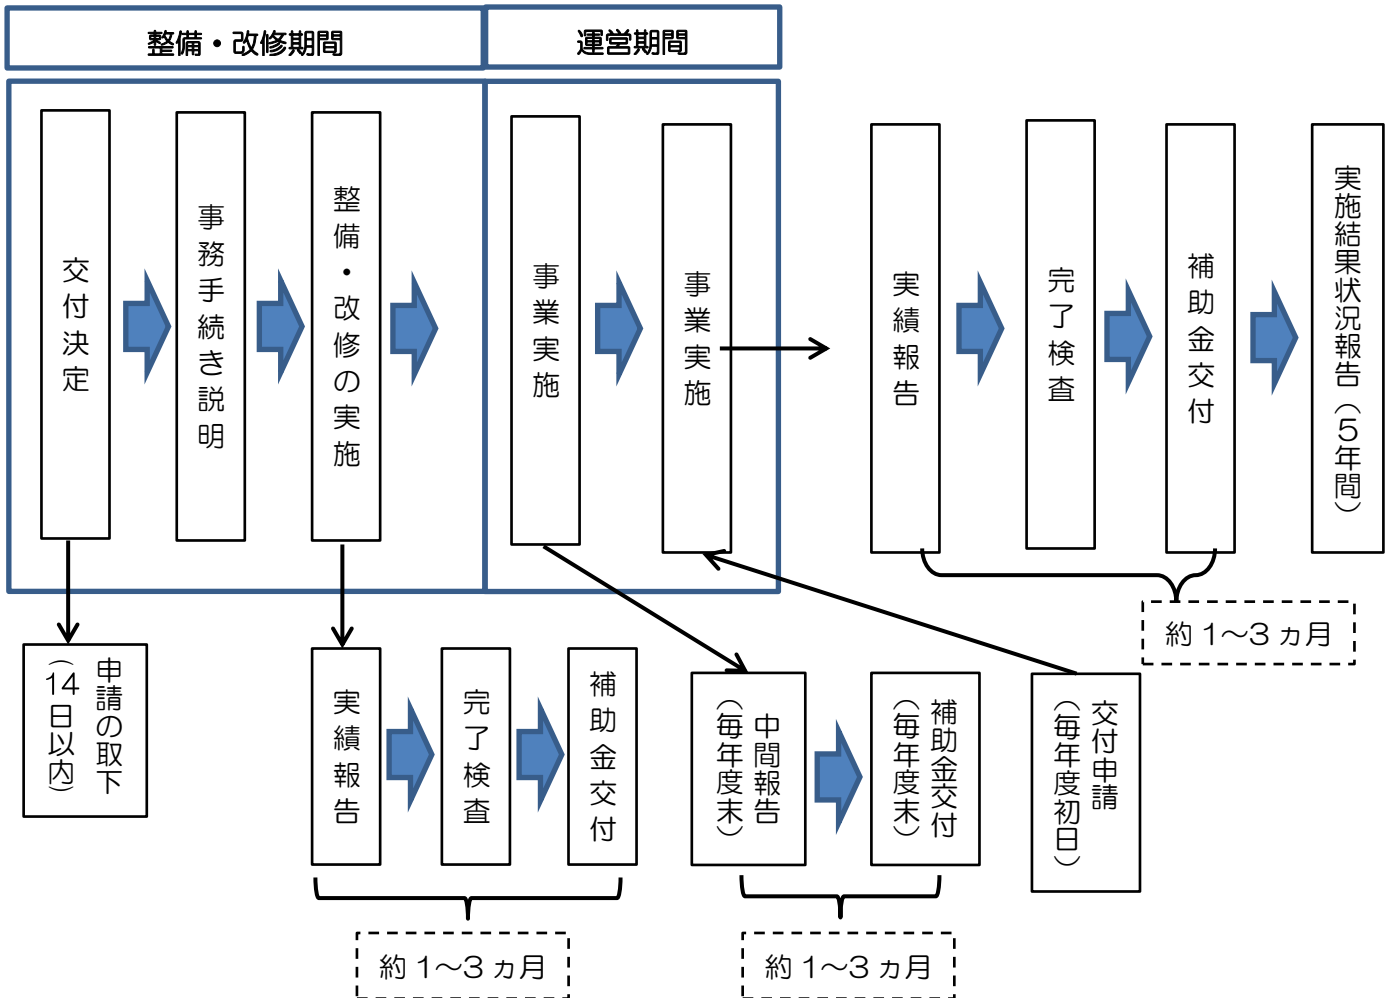 整備・改修期間
運営期間
交付決定
事務手続き説明
整備・改修の実施
事業実施
事業実施
実績報告
完了検査
補助金交付
実施結果状況報告（５年間）
約１～３ヵ月
申請の取下
（14日以内）
実績報告
完了検査
補助金交付
約１～３ヵ月
中間報告
（毎年度末）
補助金交付
（毎年度末）
約１～３ヵ月
交付申請
（毎年度初日）